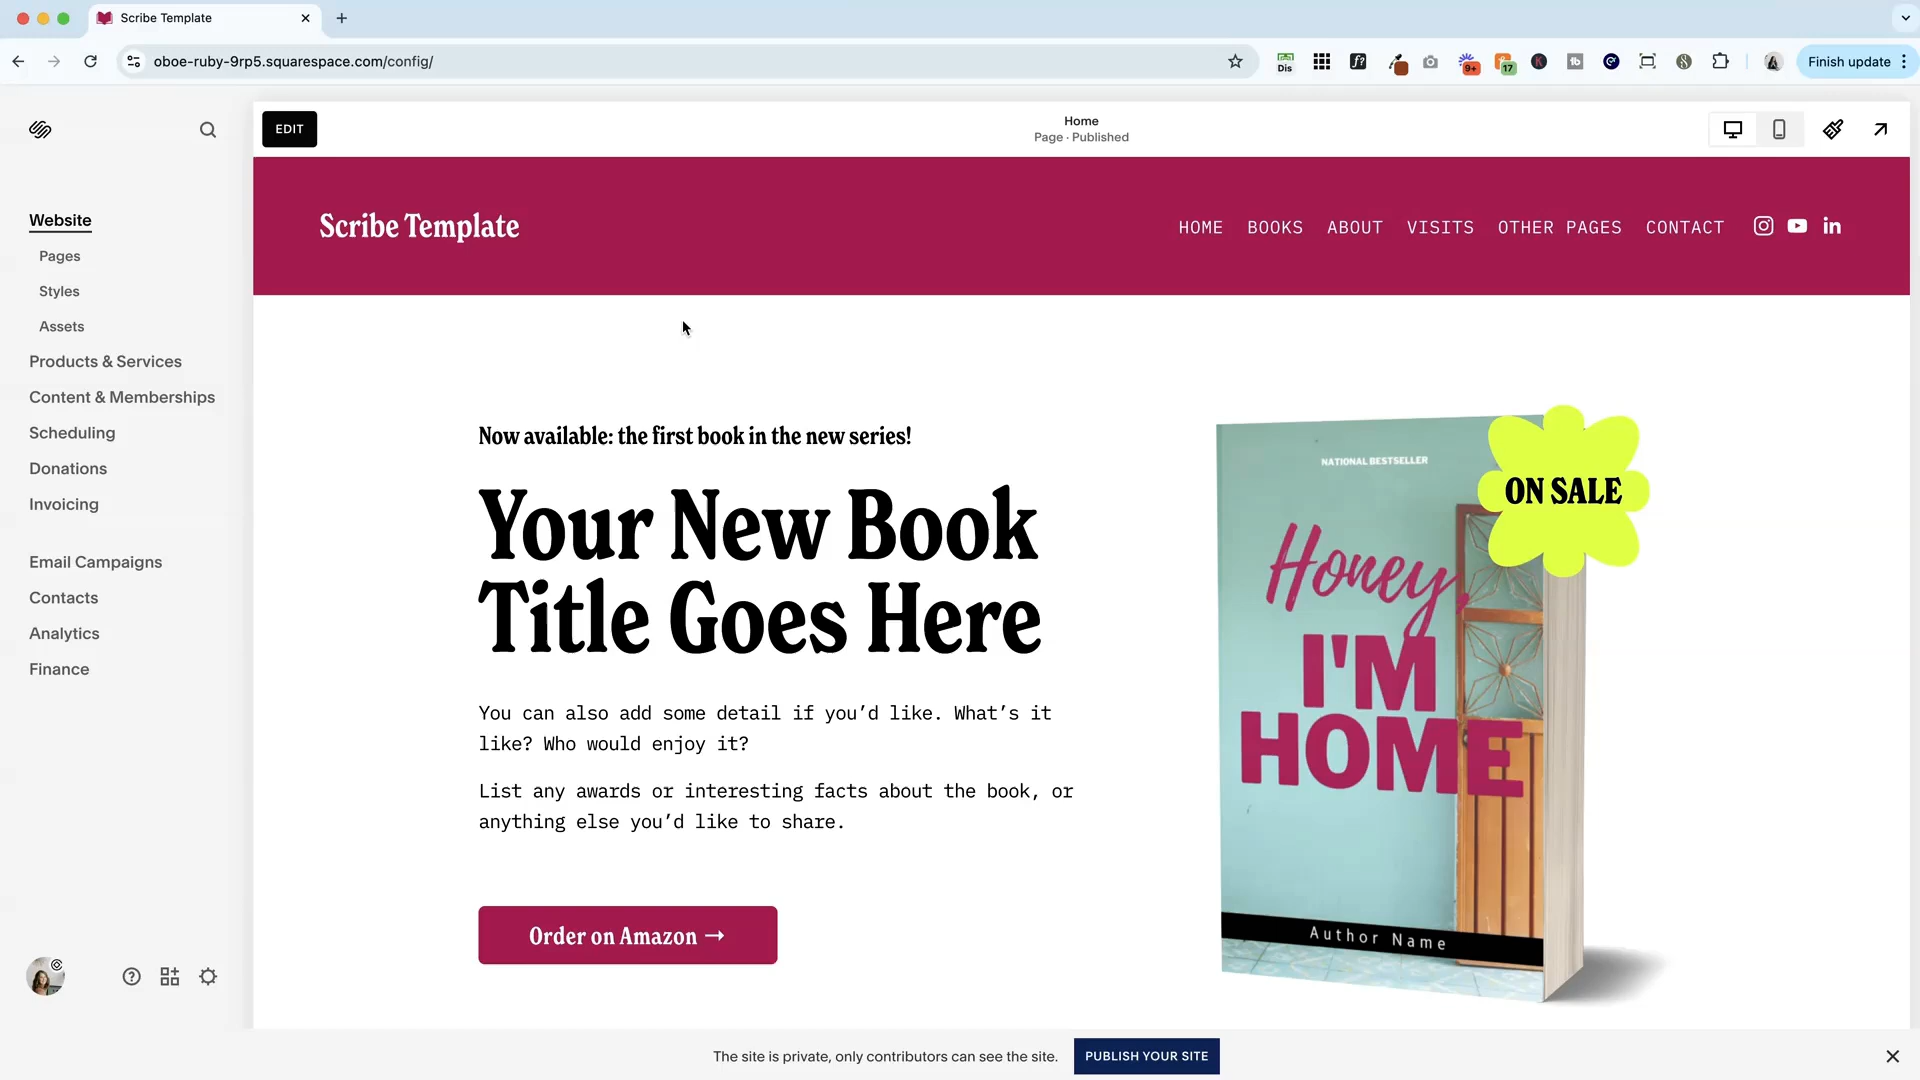 Scribe Template
oboe-ruby-9rp5.squarespace.com/config/
Dis
f?
9+
17
K
tb
Finish update
EDIT
Home
Page · Published
Website
Pages
Styles
Assets
Products & Services
Content & Memberships
Scheduling
Donations
Invoicing
Email Campaigns
Contacts
Analytics
Finance
Scribe Template
HOME BOOKS ABOUT VISITS OTHER PAGES CONTACT
in
Now available: the first book in the new series!
Your New Book
Title Goes Here
You can also add some detail if you’d like. What’s it
like? Who would enjoy it?
List any awards or interesting facts about the book, or
anything else you’d like to share.
Order on Amazon →
NATIONAL BESTSELLER
ON SALE
Honey,
I'M
HOME
Author Name
The site is private, only contributors can see the site.
PUBLISH YOUR SITE